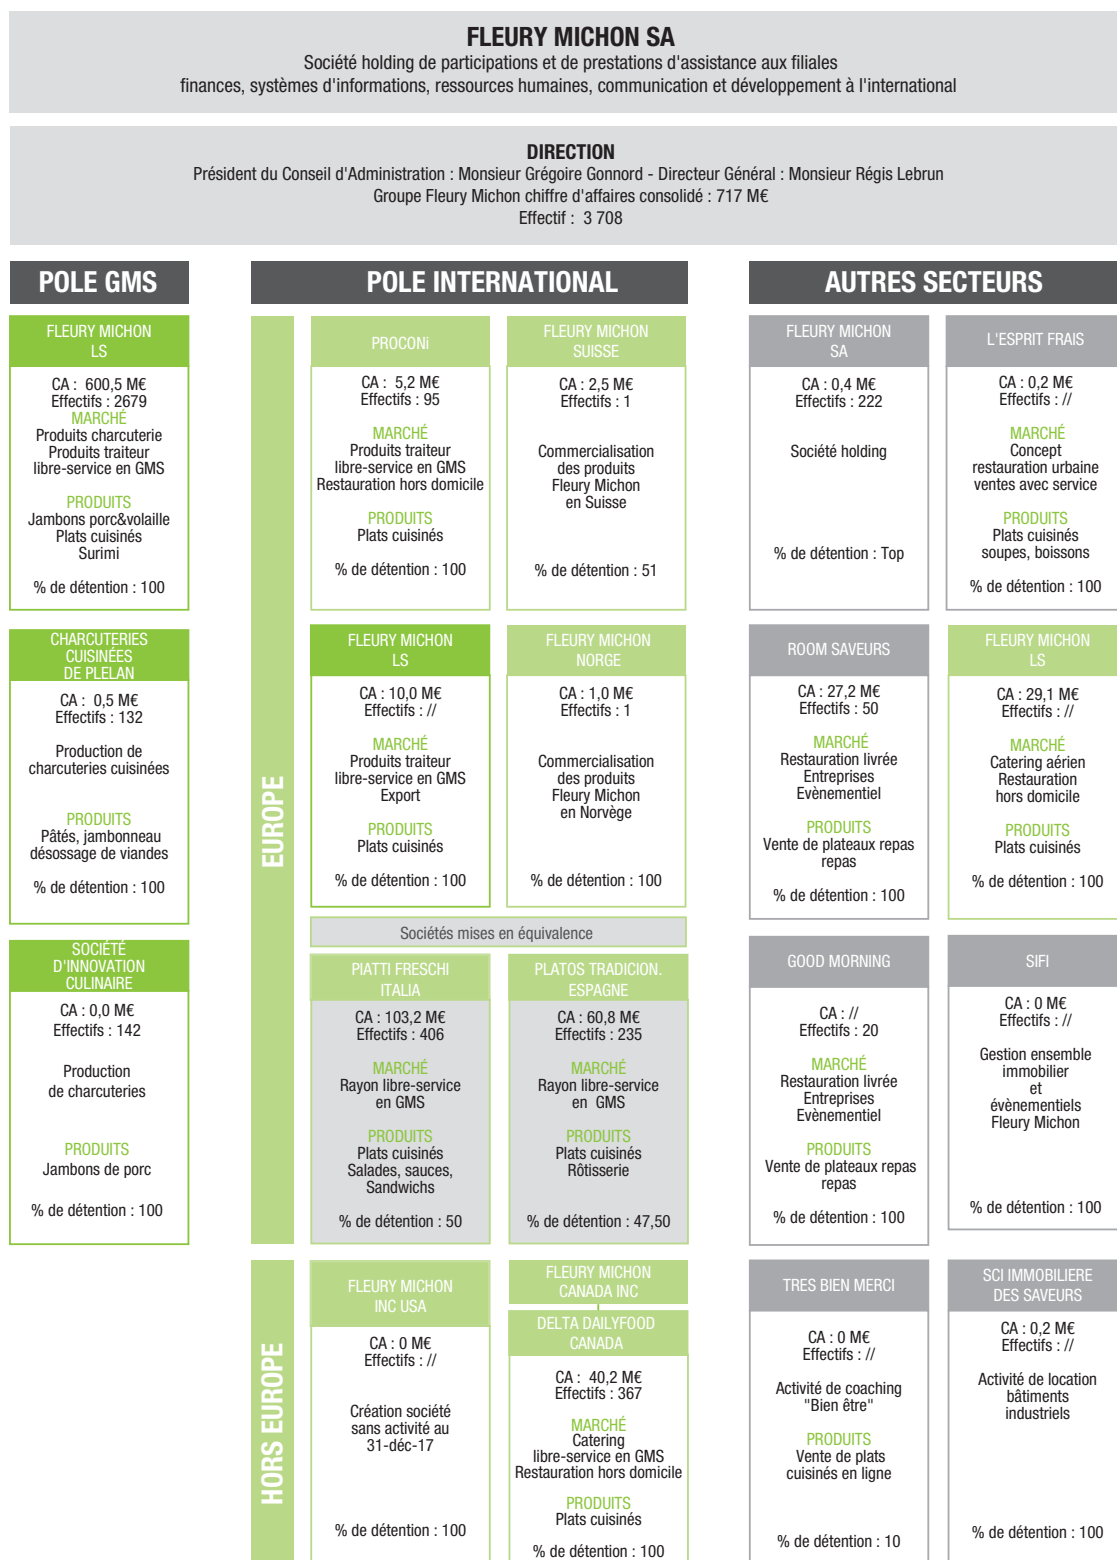 FLEURY MICHON SA
Société holding de participations et de prestations d'assistance aux filiales
finances, systèmes d'informations, ressources humaines, communication et développement à l'international
DIRECTION
Président du Conseil d'Administration : Monsieur Grégoire Gonnord - Directeur Général : Monsieur Régis Lebrun
Groupe Fleury Michon chiffre d'affaires consolidé : 717 M€
Effectif : 3 708
POLE GMS
FLEURY MICHON
LS
CA : 600,5 M€
Effectifs : 2679
MARCHÉ
Produits charcuterie
Produits traiteur
libre-service en GMS
PRODUITS
Jambons porc&volaille
Plats cuisinés
Surimi
% de détention : 100
CHARCUTERIES
CUISINÉES
DE PLELAN
CA : 0,5 M€
Effectifs : 132
Production de
charcuteries cuisinées
PRODUITS
Pâtés, jambonneau
désossage de viandes
% de détention : 100
SOCIÉTÉ
D'INNOVATION
CULINAIRE
CA : 0,0 M€
Effectifs : 142
Production
de charcuteries
PRODUITS
Jambons de porc
% de détention : 100
POLE INTERNATIONAL
EUROPE
PROCONi
CA : 5,2 M€
Effectifs : 95
MARCHÉ
Produits traiteur
libre-service en GMS
Restauration hors domicile
PRODUITS
Plats cuisinés
% de détention : 100
FLEURY MICHON
SUISSE
CA : 2,5 M€
Effectifs : 1
Commercialisation
des produits
Fleury Michon
en Suisse
% de détention : 51
FLEURY MICHON
LS
CA : 10,0 M€
Effectifs : //
MARCHÉ
Produits traiteur
libre-service en GMS
Export
PRODUITS
Plats cuisinés
% de détention : 100
FLEURY MICHON
NORGE
CA : 1,0 M€
Effectifs : 1
Commercialisation
des produits
Fleury Michon
en Norvège
% de détention : 100
Sociétés mises en équivalence
PIATTI FRESCHI
ITALIA
CA : 103,2 M€
Effectifs : 406
MARCHÉ
Rayon libre-service
en GMS
PRODUITS
Plats cuisinés
Salades, sauces,
Sandwichs
% de détention : 50
PLATOS TRADICION.
ESPAGNE
CA : 60,8 M€
Effectifs : 235
MARCHÉ
Rayon libre-service
en GMS
PRODUITS
Plats cuisinés
Rôtisserie
% de détention : 47,50
HORS EUROPE
FLEURY MICHON
INC USA
CA : 0 M€
Effectifs : //
Création société
sans activité au
31-déc-17
% de détention : 100
FLEURY MICHON
CANADA INC
DELTA DAILYFOOD
CANADA
CA : 40,2 M€
Effectifs : 367
MARCHÉ
Catering
libre-service en GMS
Restauration hors domicile
PRODUITS
Plats cuisinés
% de détention : 100
AUTRES SECTEURS
FLEURY MICHON
SA
CA : 0,4 M€
Effectifs : 222
Société holding
% de détention : Top
L'ESPRIT FRAIS
CA : 0,2 M€
Effectifs : //
MARCHÉ
Concept
restauration urbaine
ventes avec service
PRODUITS
Plats cuisinés
soupes, boissons
% de détention : 100
ROOM SAVEURS
CA : 27,2 M€
Effectifs : 50
MARCHÉ
Restauration livrée
Entreprises
Evènementiel
PRODUITS
Vente de plateaux repas
repas
% de détention : 100
FLEURY MICHON
LS
CA : 29,1 M€
Effectifs : //
MARCHÉ
Catering aérien
Restauration
hors domicile
PRODUITS
Plats cuisinés
% de détention : 100
GOOD MORNING
CA : //
Effectifs : 20
MARCHÉ
Restauration livrée
Entreprises
Evènementiel
PRODUITS
Vente de plateaux repas
repas
% de détention : 100
SIFI
CA : 0 M€
Effectifs : //
Gestion ensemble
immobilier
et
évènementiels
Fleury Michon
% de détention : 100
TRES BIEN MERCI
CA : 0 M€
Effectifs : //
Activité de coaching
"Bien être"
PRODUITS
Vente de plats
cuisinés en ligne
% de détention : 10
SCI IMMOBILIERE
DES SAVEURS
CA : 0,2 M€
Effectifs : //
Activité de location
bâtiments
industriels
% de détention : 100